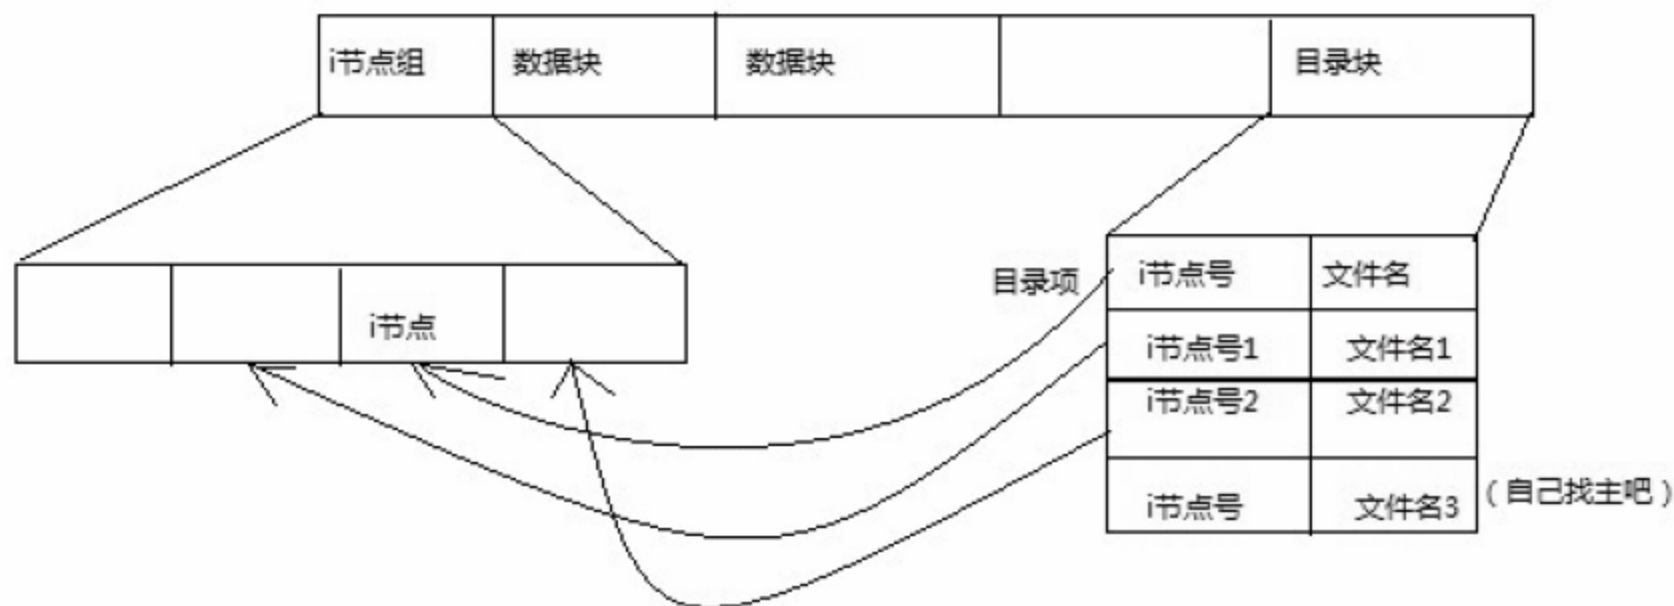 i节点组 数据块 数据块 目录块
目录项 i节点号 文件名
i节点
i节点号1 文件名1
i节点号2 文件名2
i节点号 文件名3 (自己找主吧)